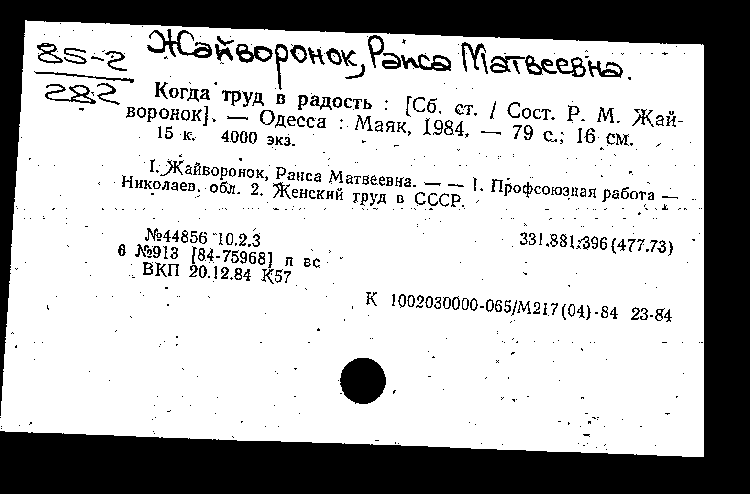 85-2
282
Жайворонок, Раиса Матвеевна.
Когда труд в радость : [Сб. ст. / Сост. Р. М. Жай-
воронок]. — Одесса : Маяк, 1984, — 79 с.; 16 см.
15 к. 4000 экз.
I. Жайворонок, Раиса Матвеевна. — — 1. Профсоюзная работа —
Николаев. обл. 2. Женский труд в СССР.
331.881:396(477.73)
№44856 10.2.3
6 №913 [84-75968] п вс
ВКП 20.12.84 К57
К 1002030000-065/М217(04)-84 23-84